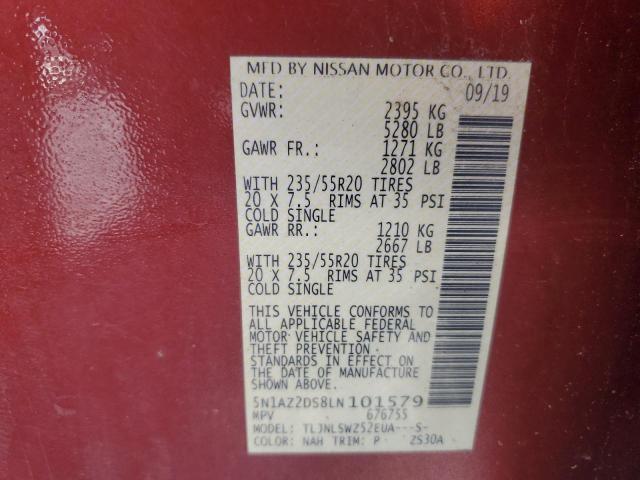 MFD BY NISSAN MOTOR CO., LTD.
DATE: 09/19
GVWR: 2395 KG
5280 LB
GAWR FR.: 1271 KG
2802 LB
WITH 235/55R20 TIRES
20 X 7.5 RIMS AT 35 PSI
COLD SINGLE
GAWR RR.: 1210 KG
2667 LB
WITH 235/55R20 TIRES
20 X 7.5 RIMS AT 35 PSI
COLD SINGLE
THIS VEHICLE CONFORMS TO
ALL APPLICABLE FEDERAL
MOTOR VEHICLE SAFETY AND
THEFT PREVENTION
STANDARDS IN EFFECT ON
THE DATE OF MANUFACTURE
SHOWN ABOVE.
5N1AZ2DS8LN101579
MPV 676755
MODEL: TLJNLSWZ52EUA---S-
COLOR: NAH TRIM: P ZS30A